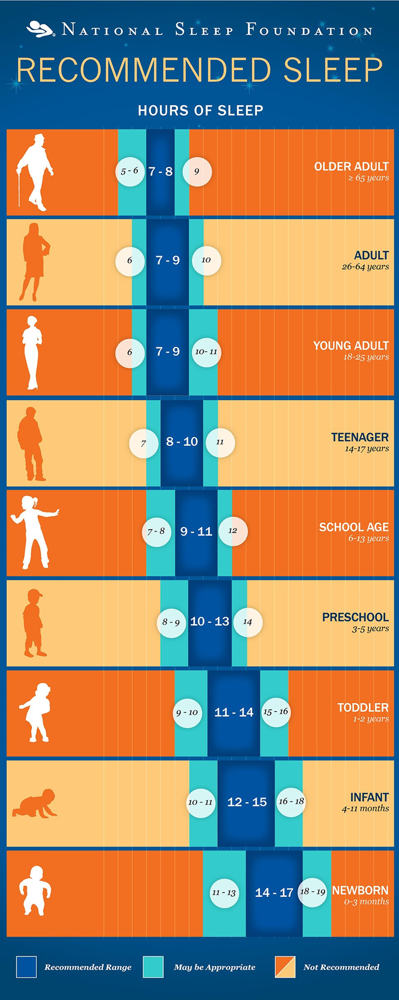 NATIONAL SLEEP FOUNDATION
RECOMMENDED SLEEP
HOURS OF SLEEP
5 - 6 7 - 8 9 OLDER ADULT
≥ 65 years
6 7 - 9 10 ADULT
26-64 years
6 7 - 9 10- 11 YOUNG ADULT
18-25 years
7 8 - 10 11 TEENAGER
14-17 years
7 - 8 9 - 11 12 SCHOOL AGE
6-13 years
8 - 9 10 - 13 14 PRESCHOOL
3-5 years
9 - 10 11 - 14 15 - 16 TODDLER
1-2 years
10 - 11 12 - 15 16 - 18 INFANT
4-11 months
11 - 13 14 - 17 18 - 19 NEWBORN
0-3 months
Recommended Range May be Appropriate Not Recommended